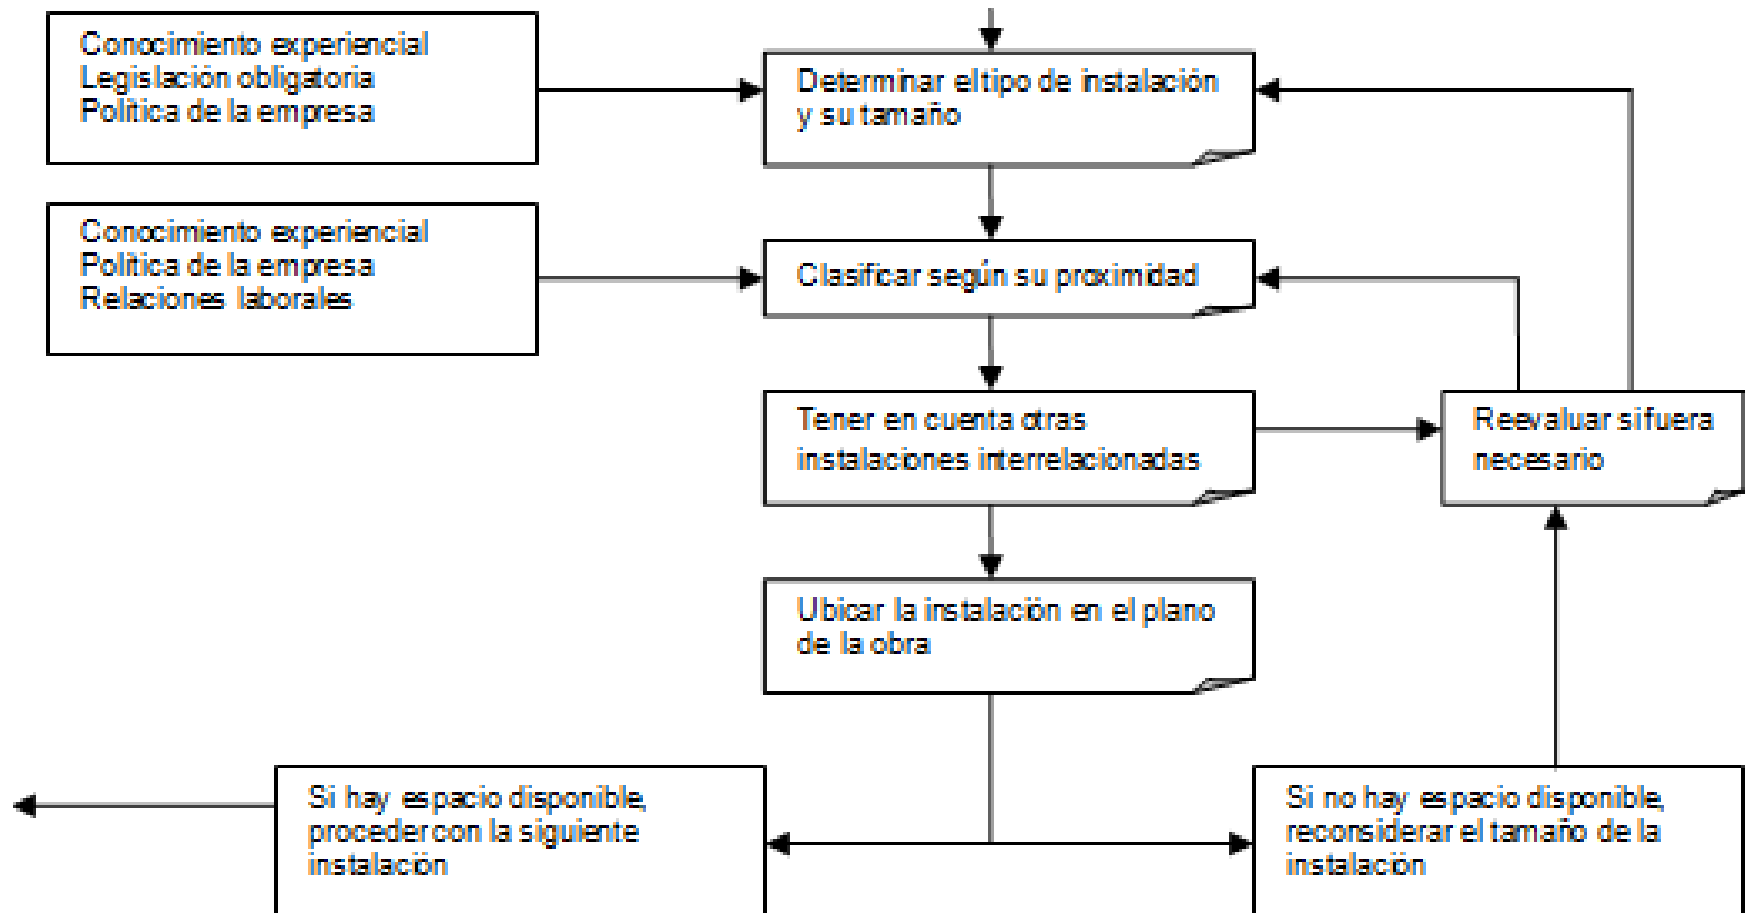 Conocimiento experiencial
Legislación obligatoria
Política de la empresa
Determinar el tipo de instalación
y su tamaño
Conocimiento experiencial
Política de la empresa
Relaciones laborales
Clasificar según su proximidad
Tener en cuenta otras
instalaciones interrelacionadas
Reevaluar si fuera
necesario
Ubicar la instalación en el plano
de la obra
Si hay espacio disponible,
proceder con la siguiente
instalación
Si no hay espacio disponible,
reconsiderar el tamaño de la
instalación